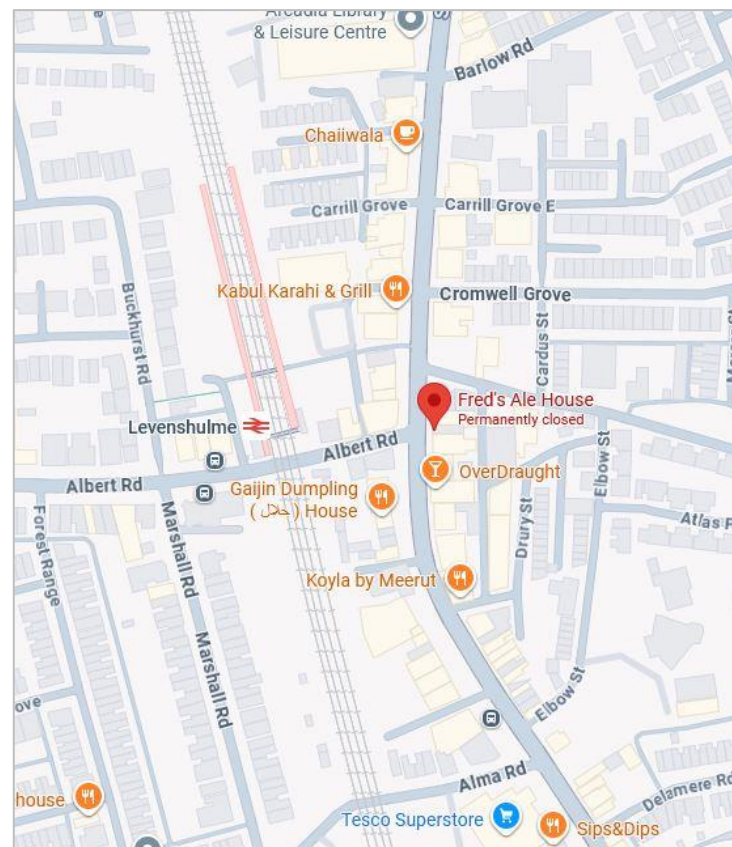 Arcadia Library
& Leisure Centre
S
Barlow Rd
Chaiiwala
Carrill Grove
Carrill Grove E
Buckhurst Rd
Kabul Karahi & Grill
Cromwell Grove
Cardus St
Fred's Ale House
Permanently closed
Levenshulme
Albert Rd
Elbow St
OverDraught
Albert Rd
Gaijin Dumpling
House (حلال)
Forest Range
Marshall Rd
Drury St
Atlas
Koyla by Meerut
Marshall Rd
ove
Elbow St
Alma Rd
house
Delamere Rd
Tesco Superstore
Sips&Dips